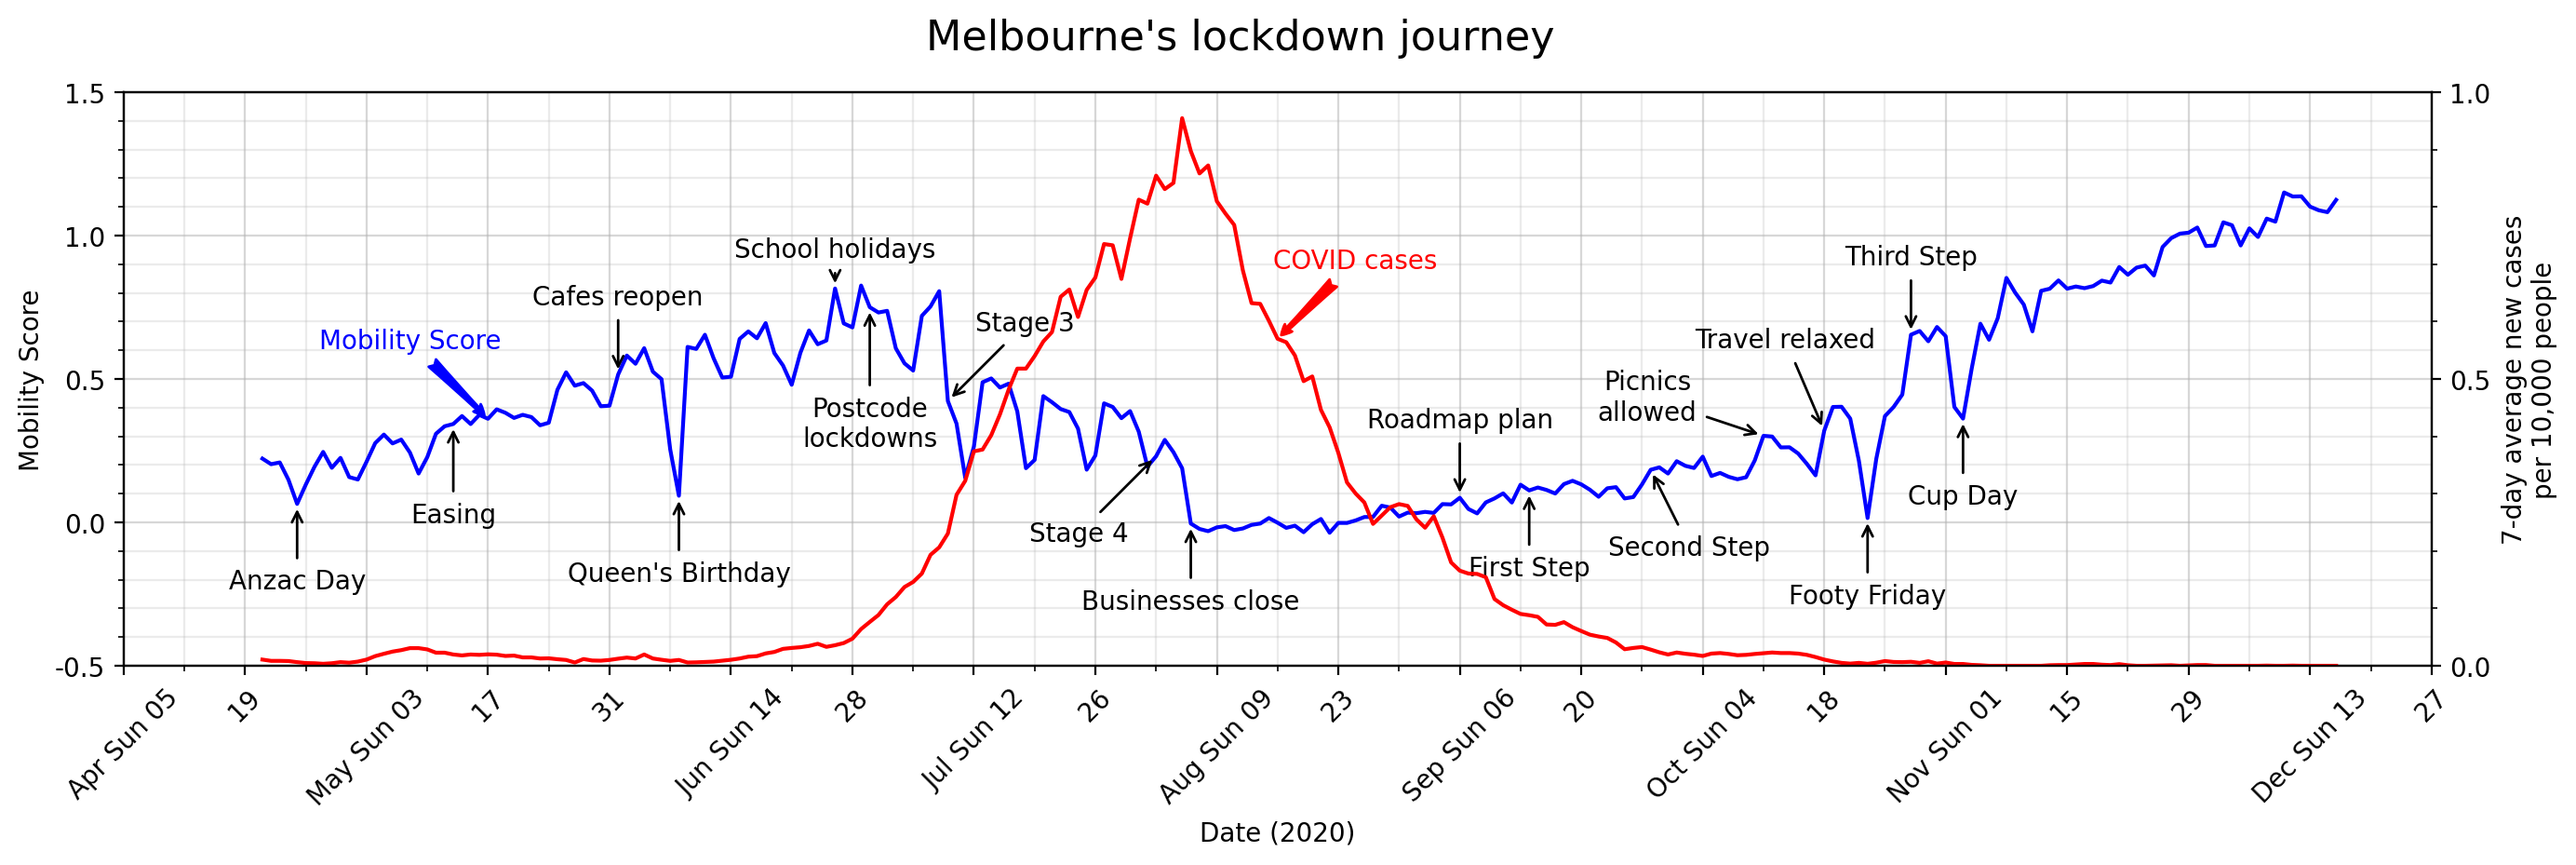 Melbourne's lockdown journey
1.5
1.0
0.5
0.0
-0.5
Mobility Score
1.0
0.5
0.0
7-day average new cases
per 10,000 people
School holidays
COVID cases
Third Step
Cafes reopen
Stage 3
Mobility Score
Travel relaxed
Picnics
allowed
Postcode
lockdowns
Roadmap plan
Easing
Cup Day
Stage 4
Second Step
Anzac Day
Queen's Birthday
First Step
Businesses close
Footy Friday
Apr Sun 05
19
May Sun 03
17
31
Jun Sun 14
28
Jul Sun 12
26
Aug Sun 09
23
Sep Sun 06
20
Oct Sun 04
18
Nov Sun 01
15
29
Dec Sun 13
27
Date (2020)